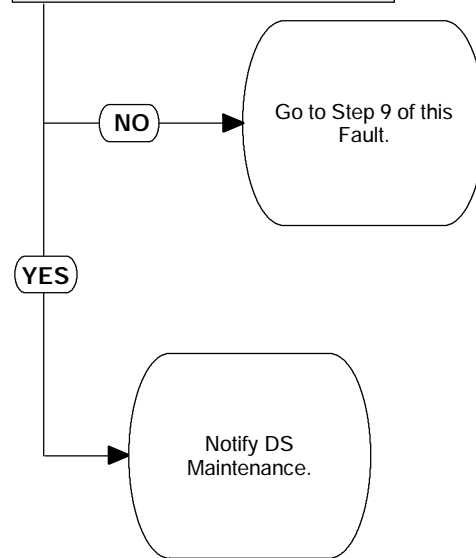 NO
Go to Step 9 of this
Fault.
YES
Notify DS
Maintenance.